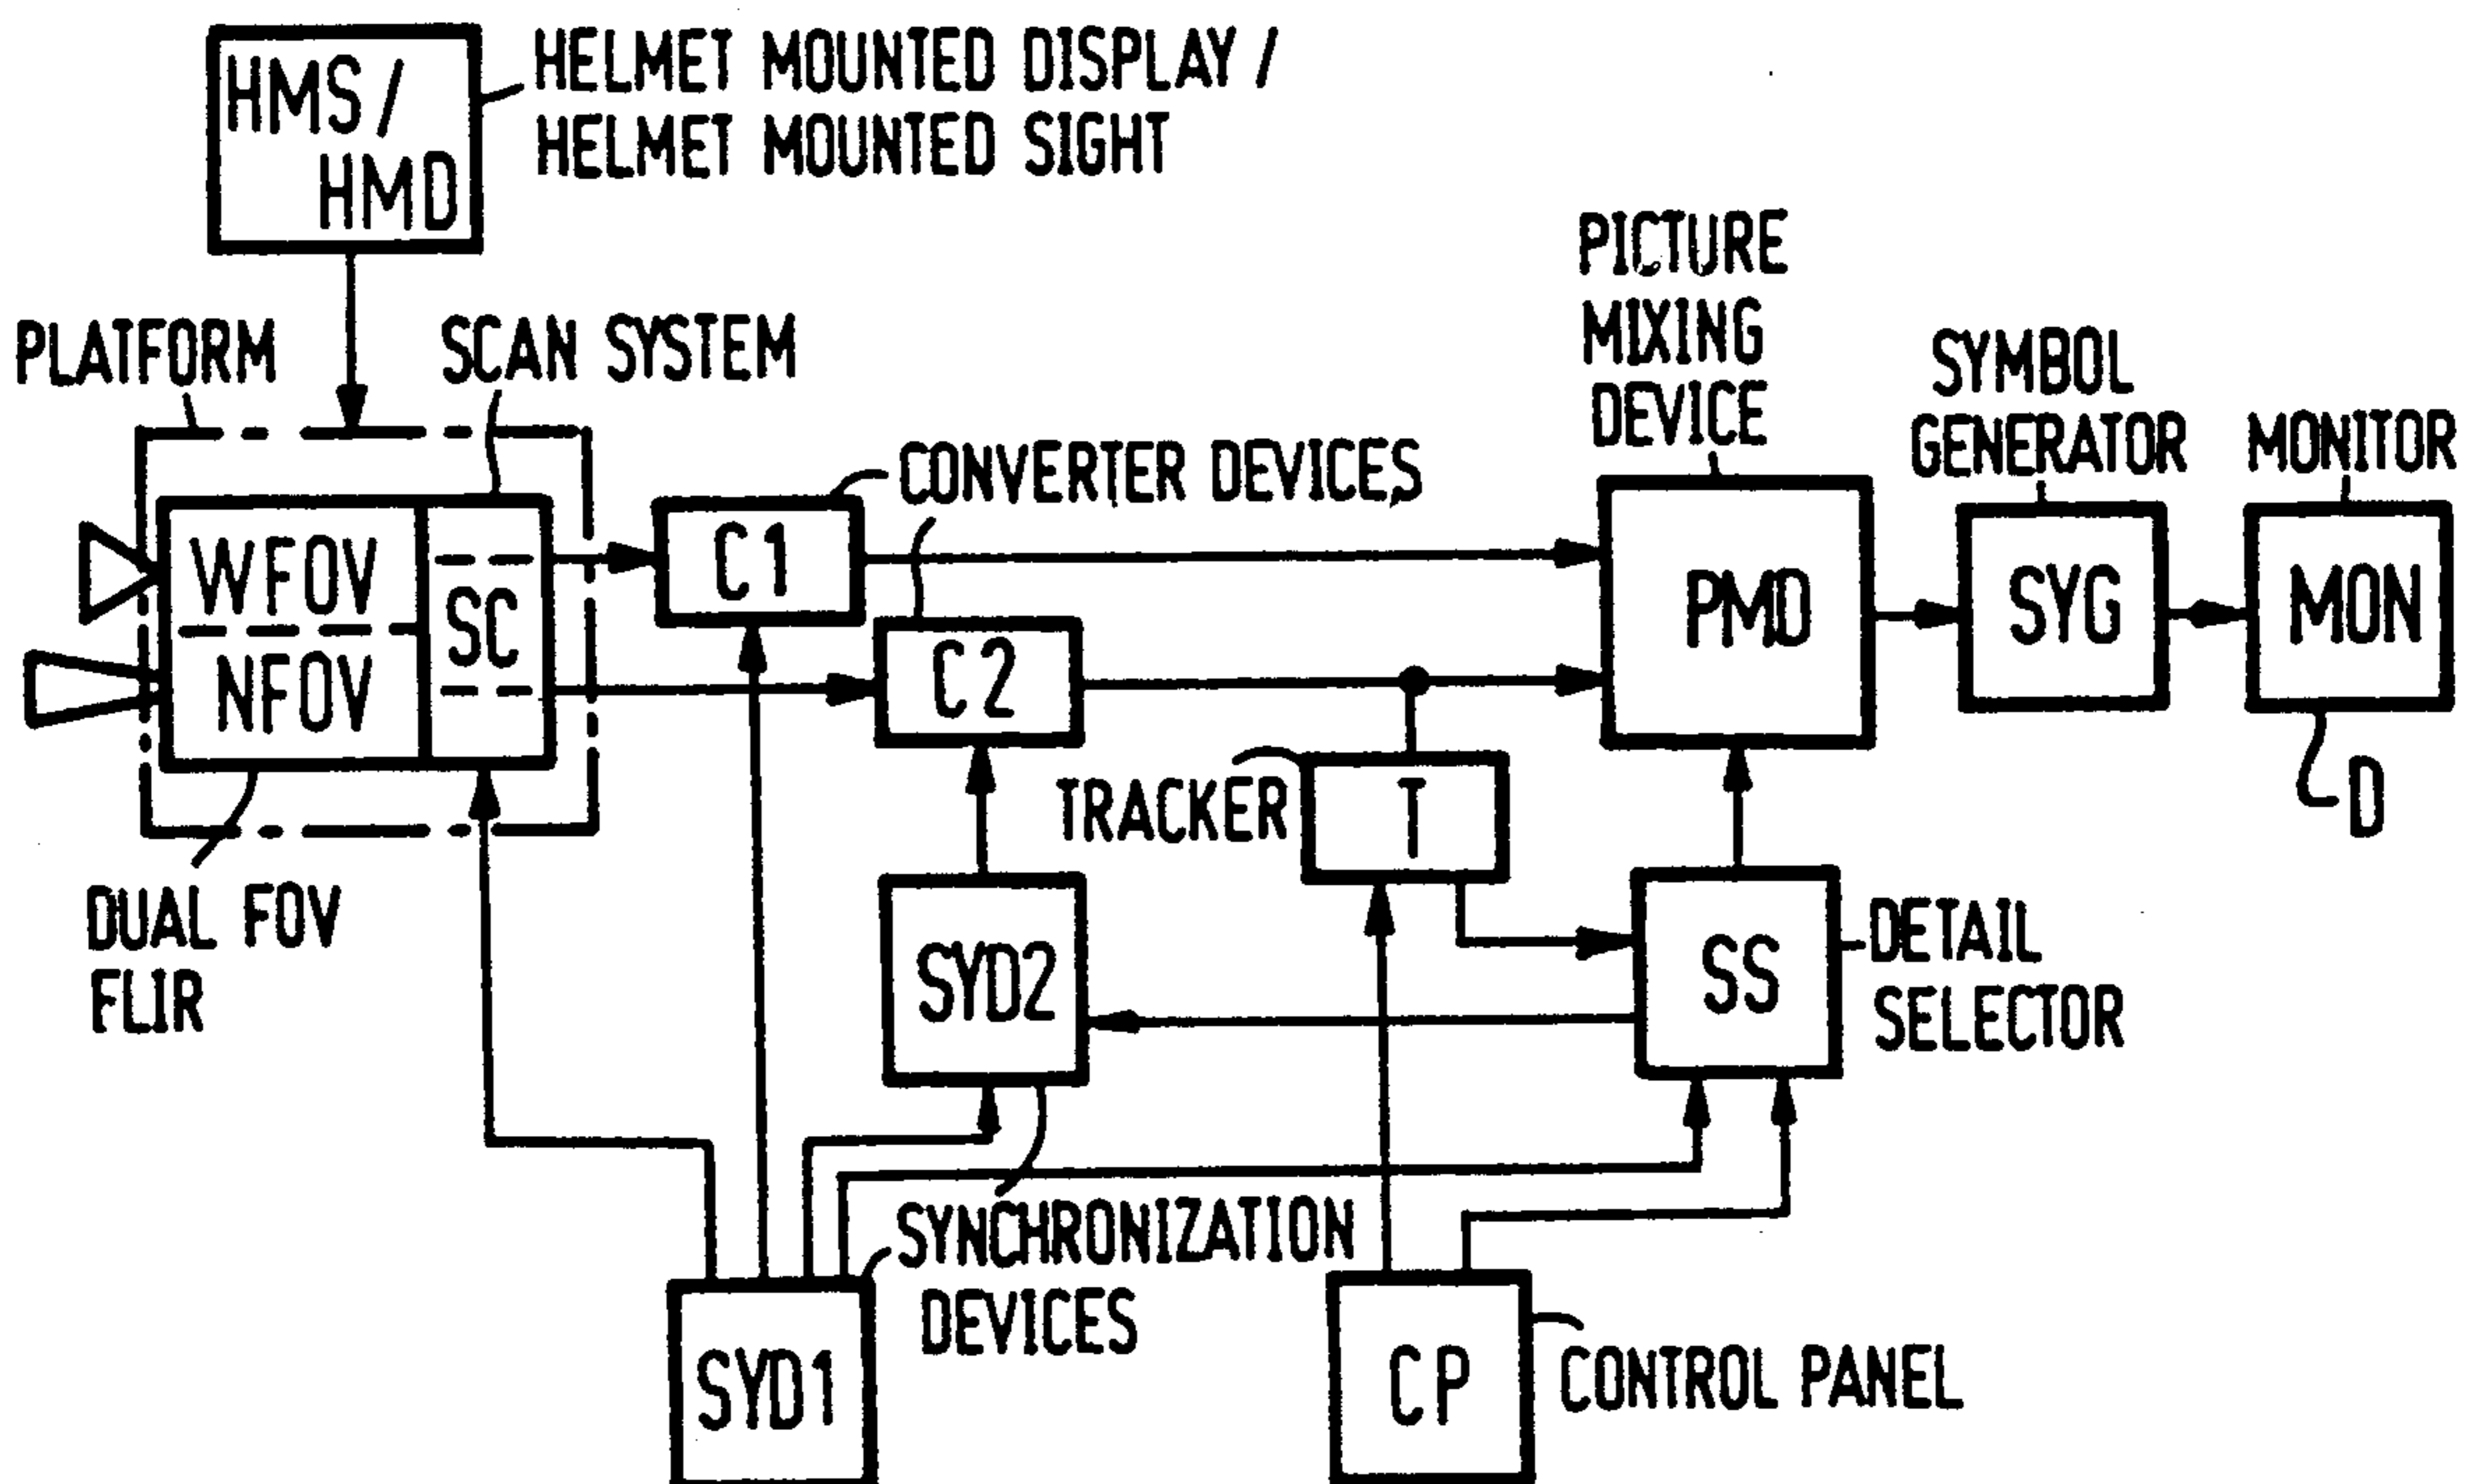 HMS/
HMD
HELMET MOUNTED DISPLAY/
HELMET MOUNTED SIGHT
PLATFORM
SCAN SYSTEM
CONVERTER DEVICES
PICTURE
MIXING
DEVICE
SYMBOL
GENERATOR
MONITOR
WFOV
NFOV
SC
C1
C2
PMD
SYG
MON
D
TRACKER
T
DUAL FOV
FLIR
SYD2
SS
DETAIL
SELECTOR
SYNCHRONIZATION
DEVICES
SYD1
CP
CONTROL PANEL